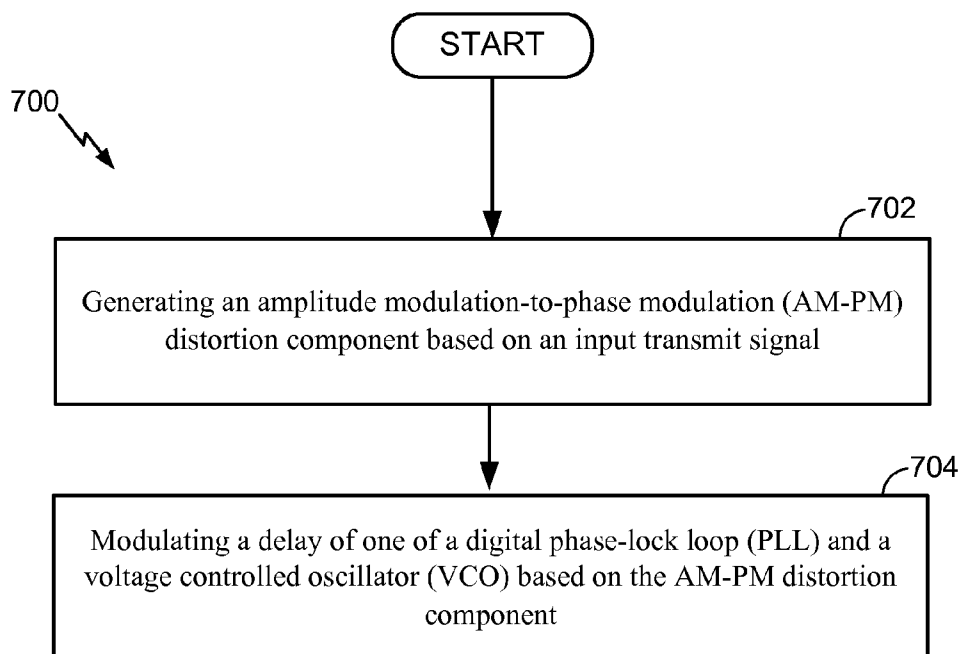 START
700
702
Generating an amplitude modulation-to-phase modulation (AM-PM)
distortion component based on an input transmit signal
704
Modulating a delay of one of a digital phase-lock loop (PLL) and a
voltage controlled oscillator (VCO) based on the AM-PM distortion
component